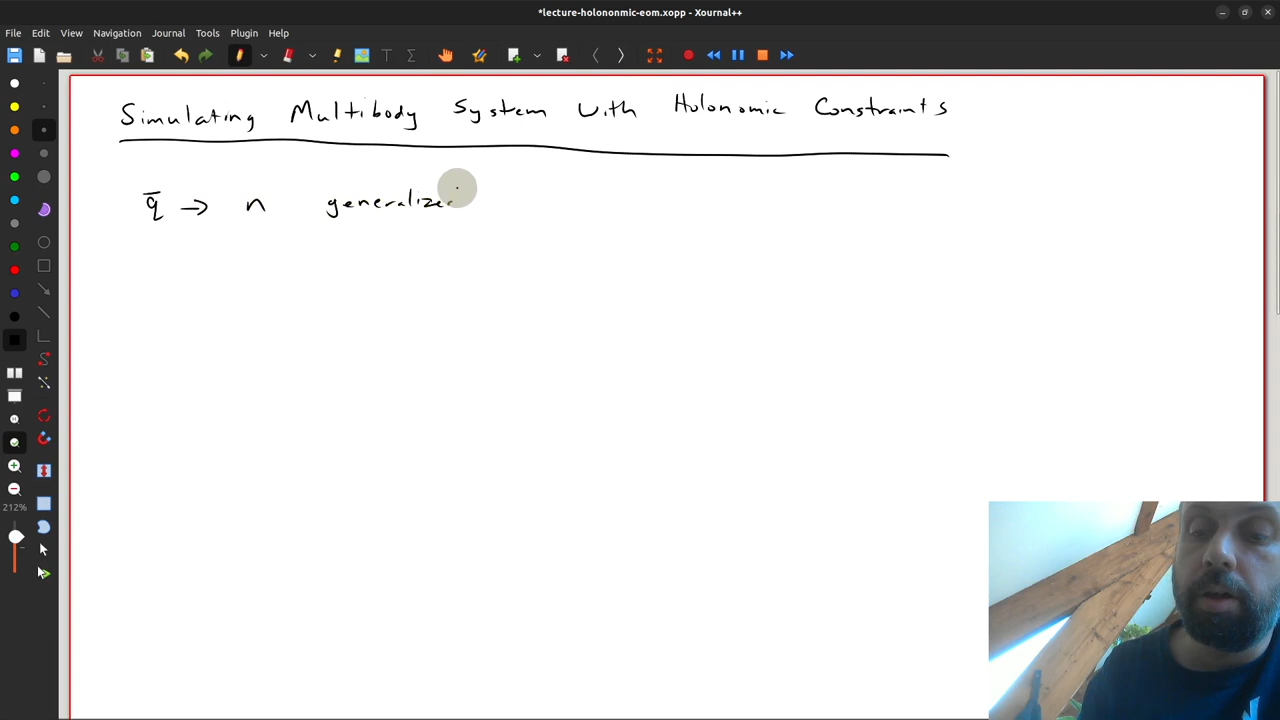 *lecture-holononmic-eom.xopp - Xournal++
File Edit View Navigation Journal Tools Plugin Help
Simulating Multibody System With Holonomic Constraints
q̄ → n generalize
212%